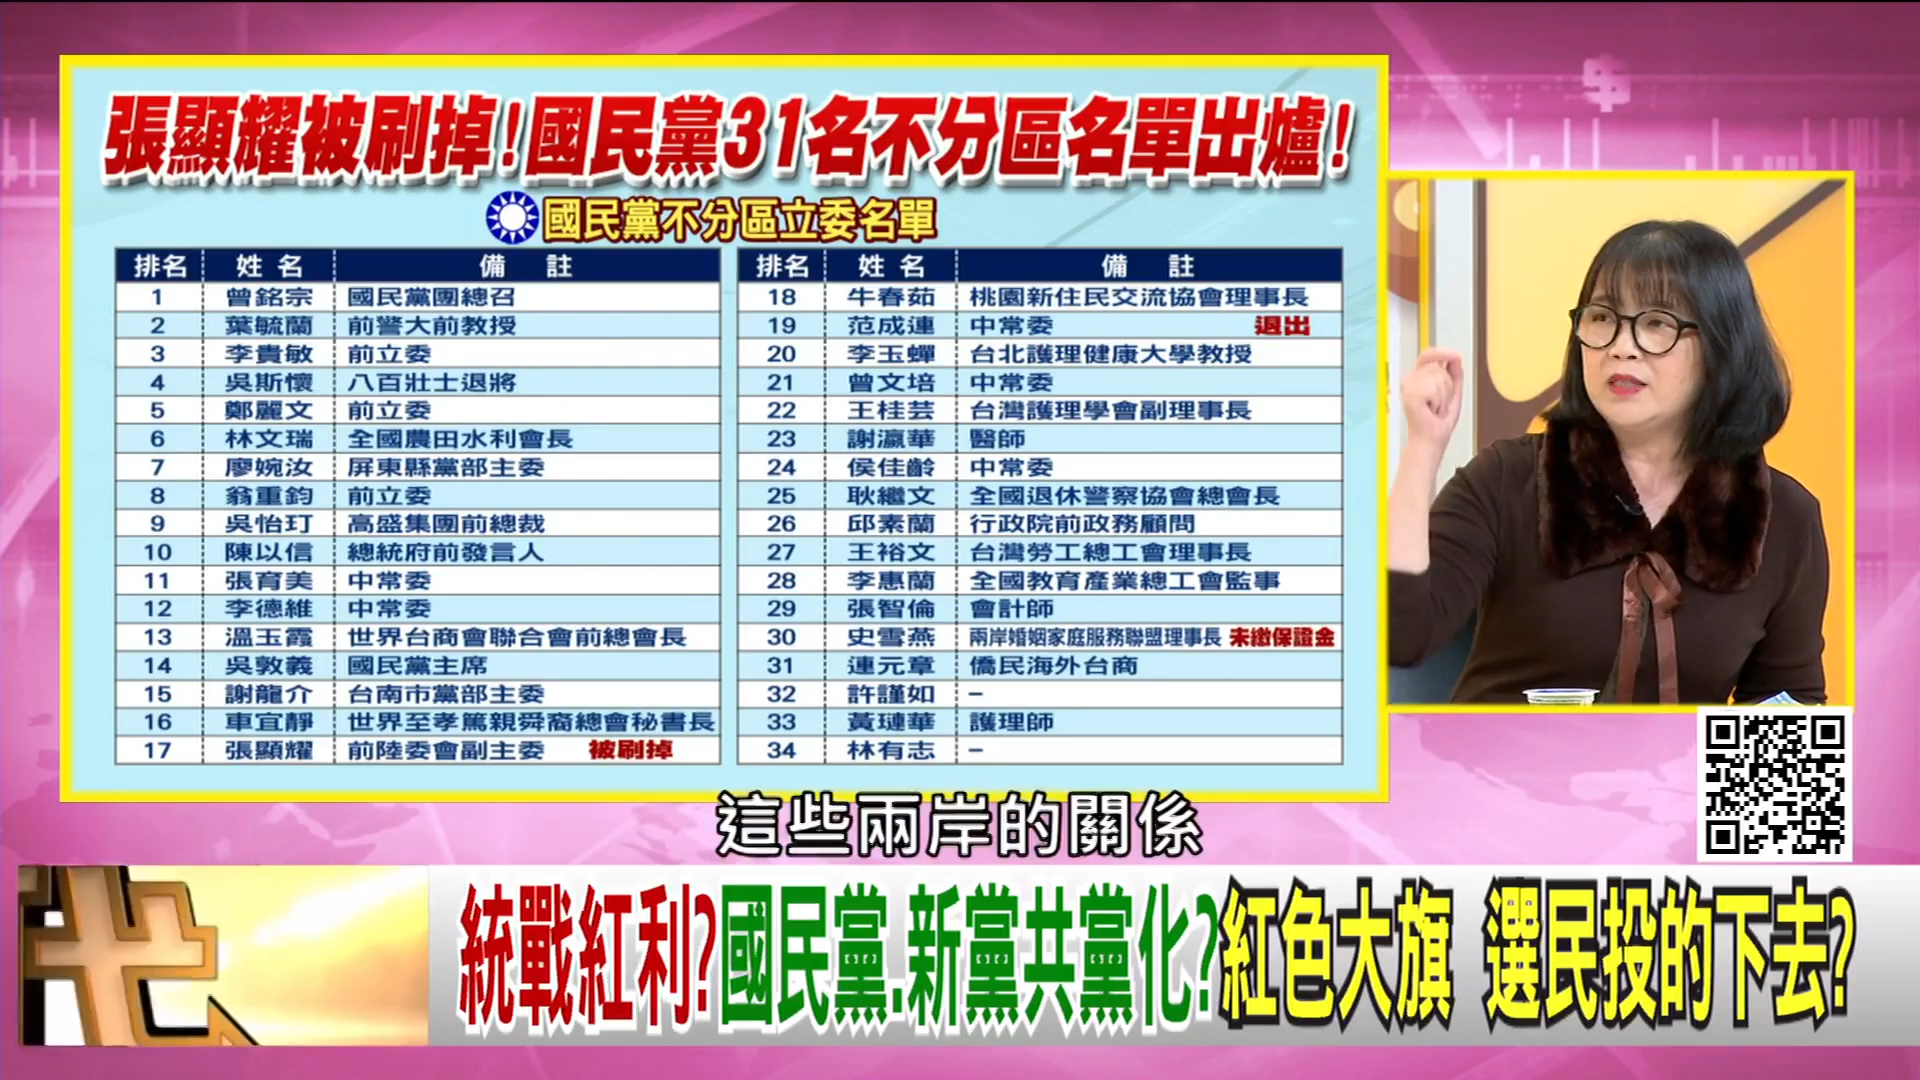 張顯耀被刷掉!國民黨31名不分區名單出爐!
國民黨不分區立委名單
排名 姓名 備註
1 曾銘宗 國民黨團總召
2 葉毓蘭 前警大前教授
3 李貴敏 前立委
4 吳斯懷 八百壯士退將
5 鄭麗文 前立委
6 林文瑞 全國農田水利會長
7 廖婉汝 屏東縣黨部主委
8 翁重鈞 前立委
9 吳怡玎 高盛集團前總裁
10 陳以信 總統府前發言人
11 張育美 中常委
12 李德維 中常委
13 溫玉霞 世界台商會聯合會前總會長
14 吳敦義 國民黨主席
15 謝龍介 台南市黨部主委
16 車宜靜 世界至孝篤親舜裔總會秘書長
17 張顯耀 前陸委會副主委 被刷掉
排名 姓名 備註
18 牛春茹 桃園新住民交流協會理事長
19 范成連 中常委 退出
20 李玉蟬 台北護理健康大學教授
21 曾文培 中常委
22 王桂芸 台灣護理學會副理事長
23 謝瀛華 醫師
24 侯佳齡 中常委
25 耿繼文 全國退休警察協會總會長
26 邱素蘭 行政院前政務顧問
27 王裕文 台灣勞工總工會理事長
28 李惠蘭 全國教育產業總工會監事
29 張智倫 會計師
30 史雪燕 兩岸婚姻家庭服務聯盟理事長 未繳保證金
31 連元章 僑民海外台商
32 許謹如 –
33 黃璉華 護理師
34 林有志 –
這些兩岸的關係
統戰紅利?國民黨.新黨共黨化?紅色大旗 選民投的下去?